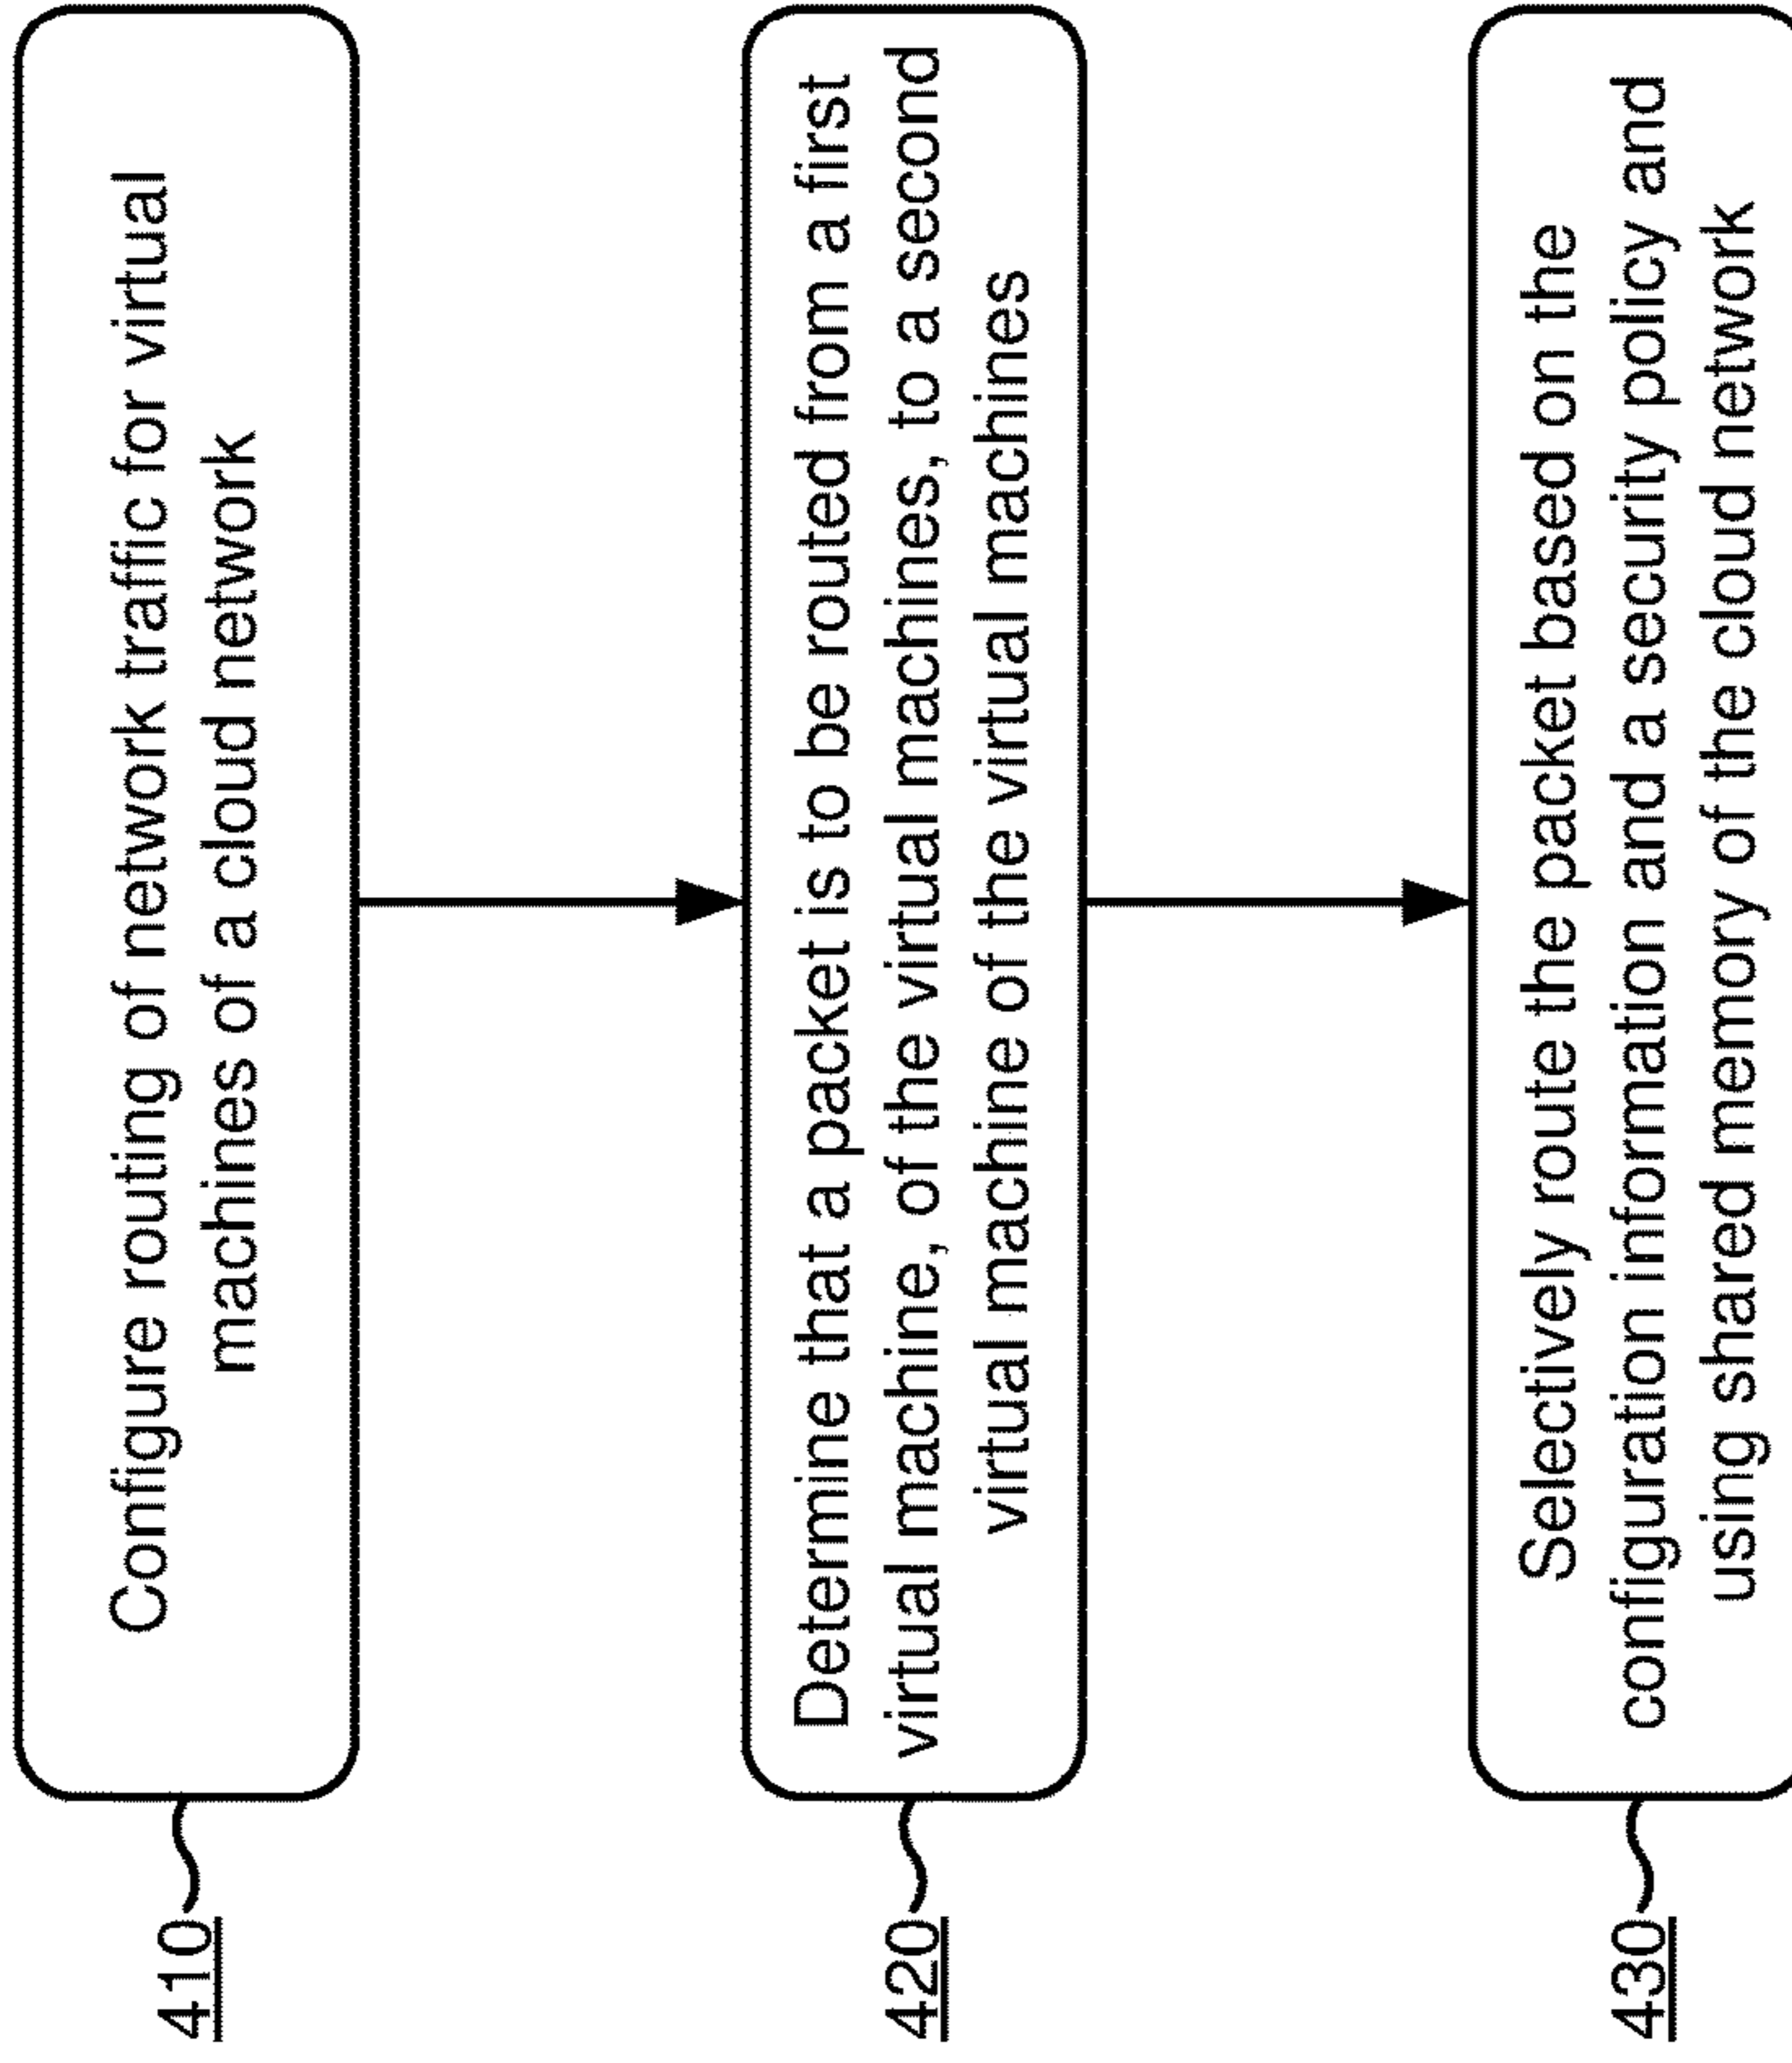 410
Configure routing of network traffic for virtual
machines of a cloud network
420
Determine that a packet is to be routed from a first
virtual machine, of the virtual machines, to a second
virtual machine of the virtual machines
430
Selectively route the packet based on the
configuration information and a security policy and
using shared memory of the cloud network